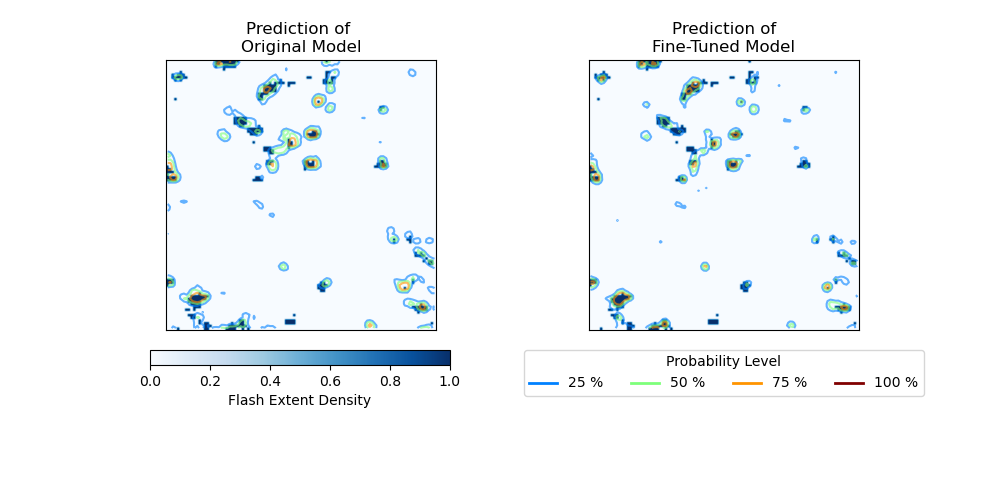 Prediction of
Original Model
Prediction of
Fine-Tuned Model
0.0 0.2 0.4 0.6 0.8 1.0
Flash Extent Density
Probability Level
25 % 50 % 75 % 100 %